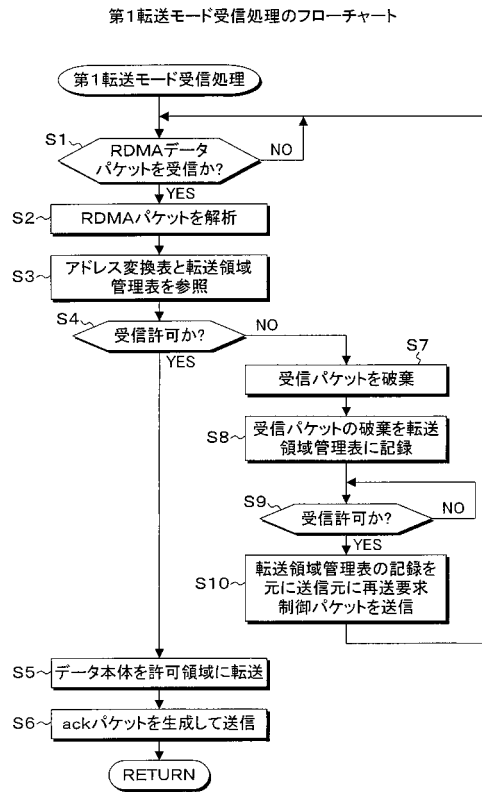 第1転送モード受信処理のフローチャート
第1転送モード受信処理
S1
RDMAデータ
パケットを受信か?
NO
YES
S2
RDMAパケットを解析
S3
アドレス変換表と転送領域
管理表を参照
S4
受信許可か?
NO
YES
S7
受信パケットを破棄
S8
受信パケットの破棄を転送
領域管理表に記録
S9
受信許可か?
NO
YES
S10
転送領域管理表の記録を
元に送信元に再送要求
制御パケットを送信
S5
データ本体を許可領域に転送
S6
ackパケットを生成して送信
RETURN